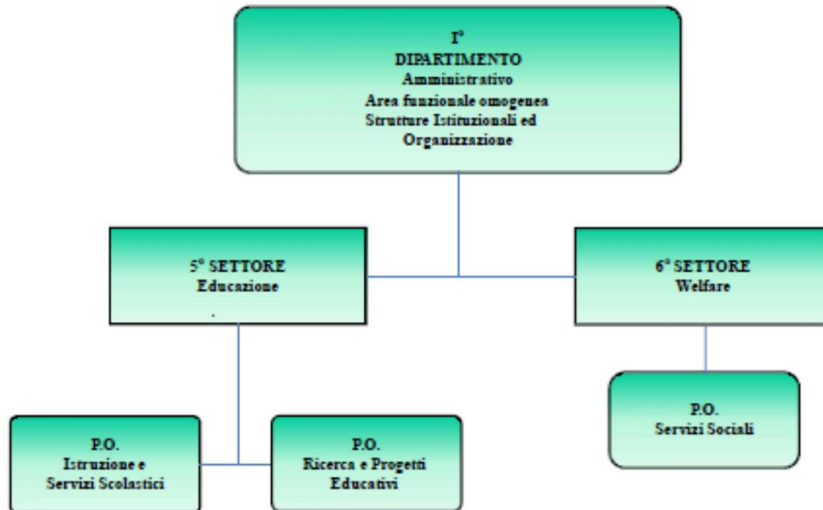 I°
DIPARTIMENTO
Amministrativo
Area funzionale omogenea
Strutture Istituzionali ed
Organizzazione
5° SETTORE
Educazione
.
6° SETTORE
Welfare
P.O.
Istruzione e
Servizi Scolastici
P.O.
Ricerca e Progetti
Educativi
P.O.
Servizi Sociali